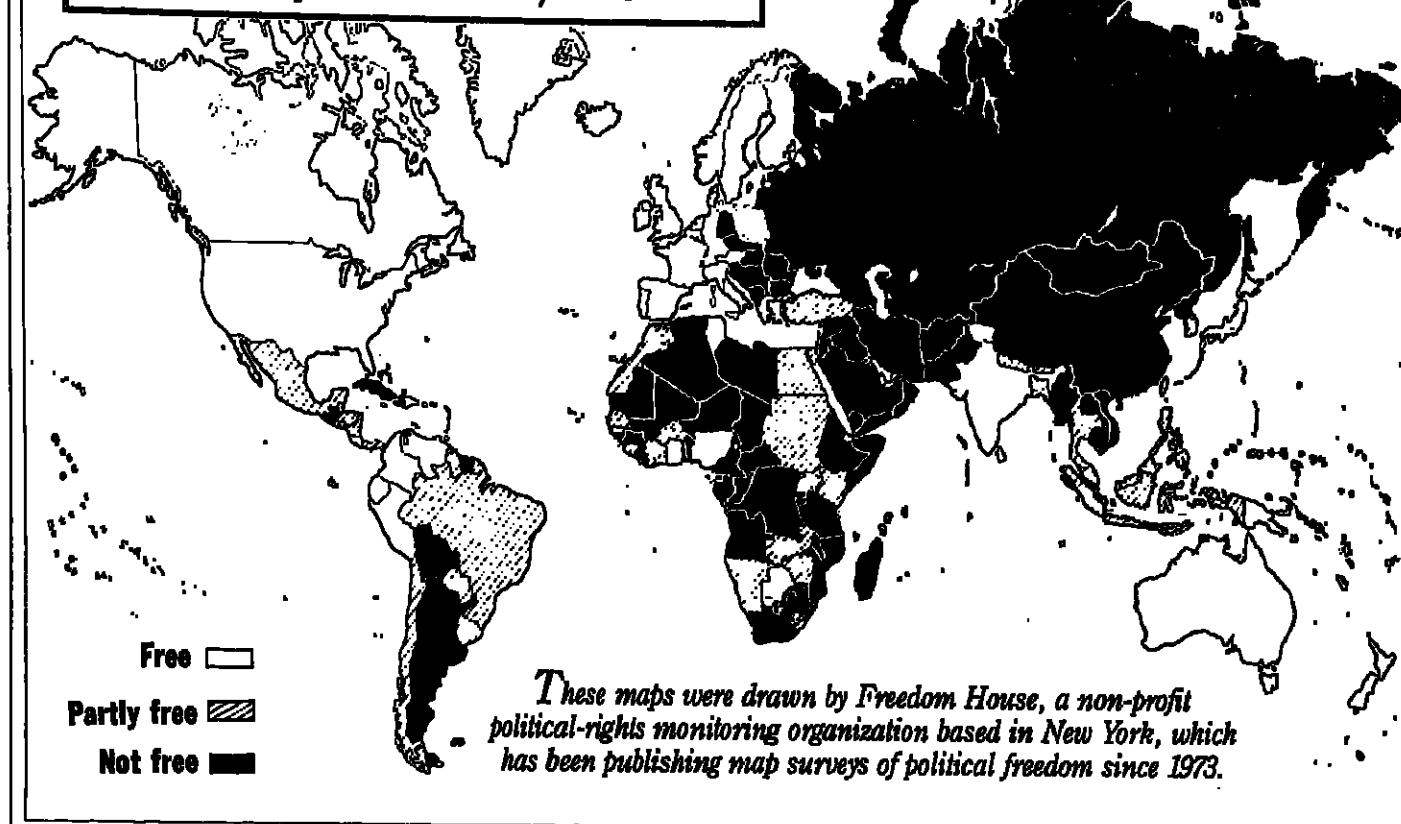 Free
Partly free
Not free
These maps were drawn by Freedom House, a non-profit
political-rights monitoring organization based in New York, which
has been publishing map surveys of political freedom since 1973.